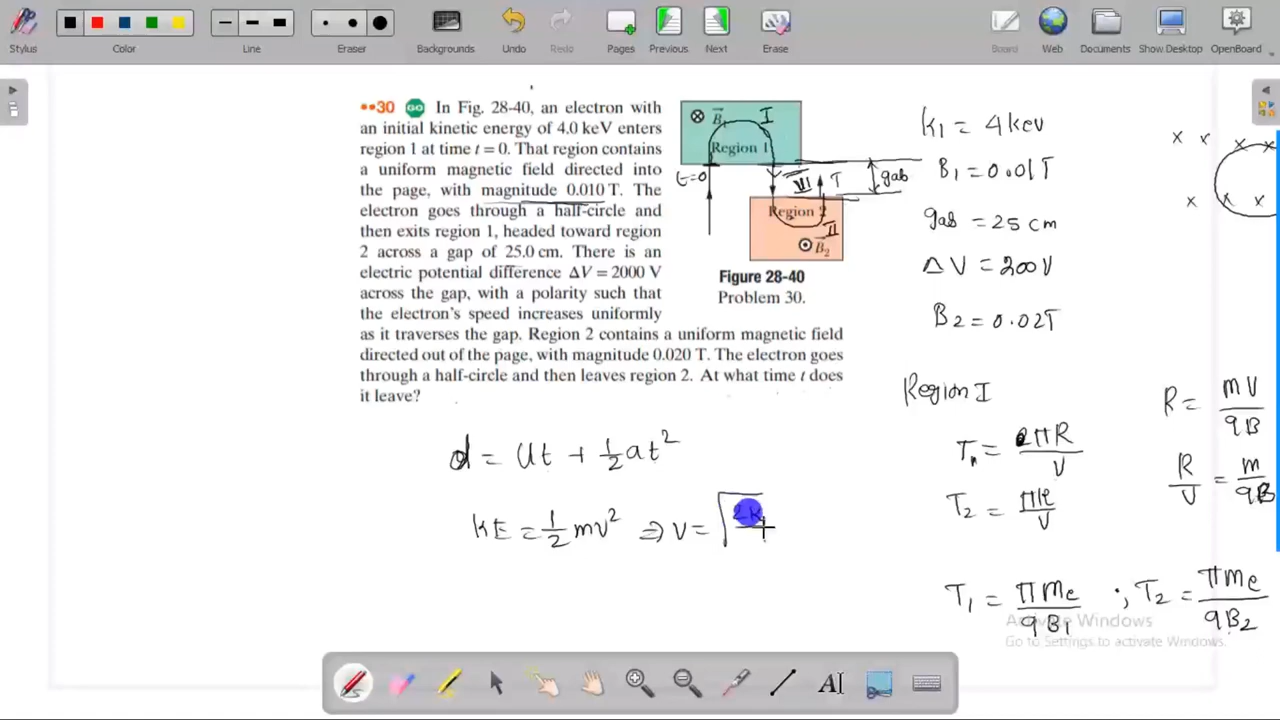 Stylus
Color
Line
Eraser
Backgrounds
Undo
Redo
Pages
Previous
Next
Erase
Board
Web
Documents
Show Desktop
OpenBoard
••30 GO In Fig. 28-40, an electron with
an initial kinetic energy of 4.0 keV enters
region 1 at time t = 0. That region contains
a uniform magnetic field directed into
the page, with magnitude 0.010 T. The
electron goes through a half-circle and
then exits region 1, headed toward region
2 across a gap of 25.0 cm. There is an
electric potential difference ΔV = 2000 V
across the gap, with a polarity such that
the electron's speed increases uniformly
as it traverses the gap. Region 2 contains a uniform magnetic field
directed out of the page, with magnitude 0.020 T. The electron goes
through a half-circle and then leaves region 2. At what time t does
it leave?
⊗ B₁ I
Region 1
t=0
III T gab
Region 2
II
⊙ B₂
Figure 28-40
Problem 30.
K1 = 4kev
B1 = 0.01T
gab = 25 cm
ΔV = 200V
B2 = 0.02T
x x x x
x x x
Region I
T = 2πR / V
T2 = πR / V
R = mV / qB
R / V = m / qB
T1 = πme / qB1 ; T2 = πme / qB2
d = Ut + 1/2 at²
KE = 1/2 mv² ⇒ V = √2K
Activate Windows
Go to Settings to activate Windows.